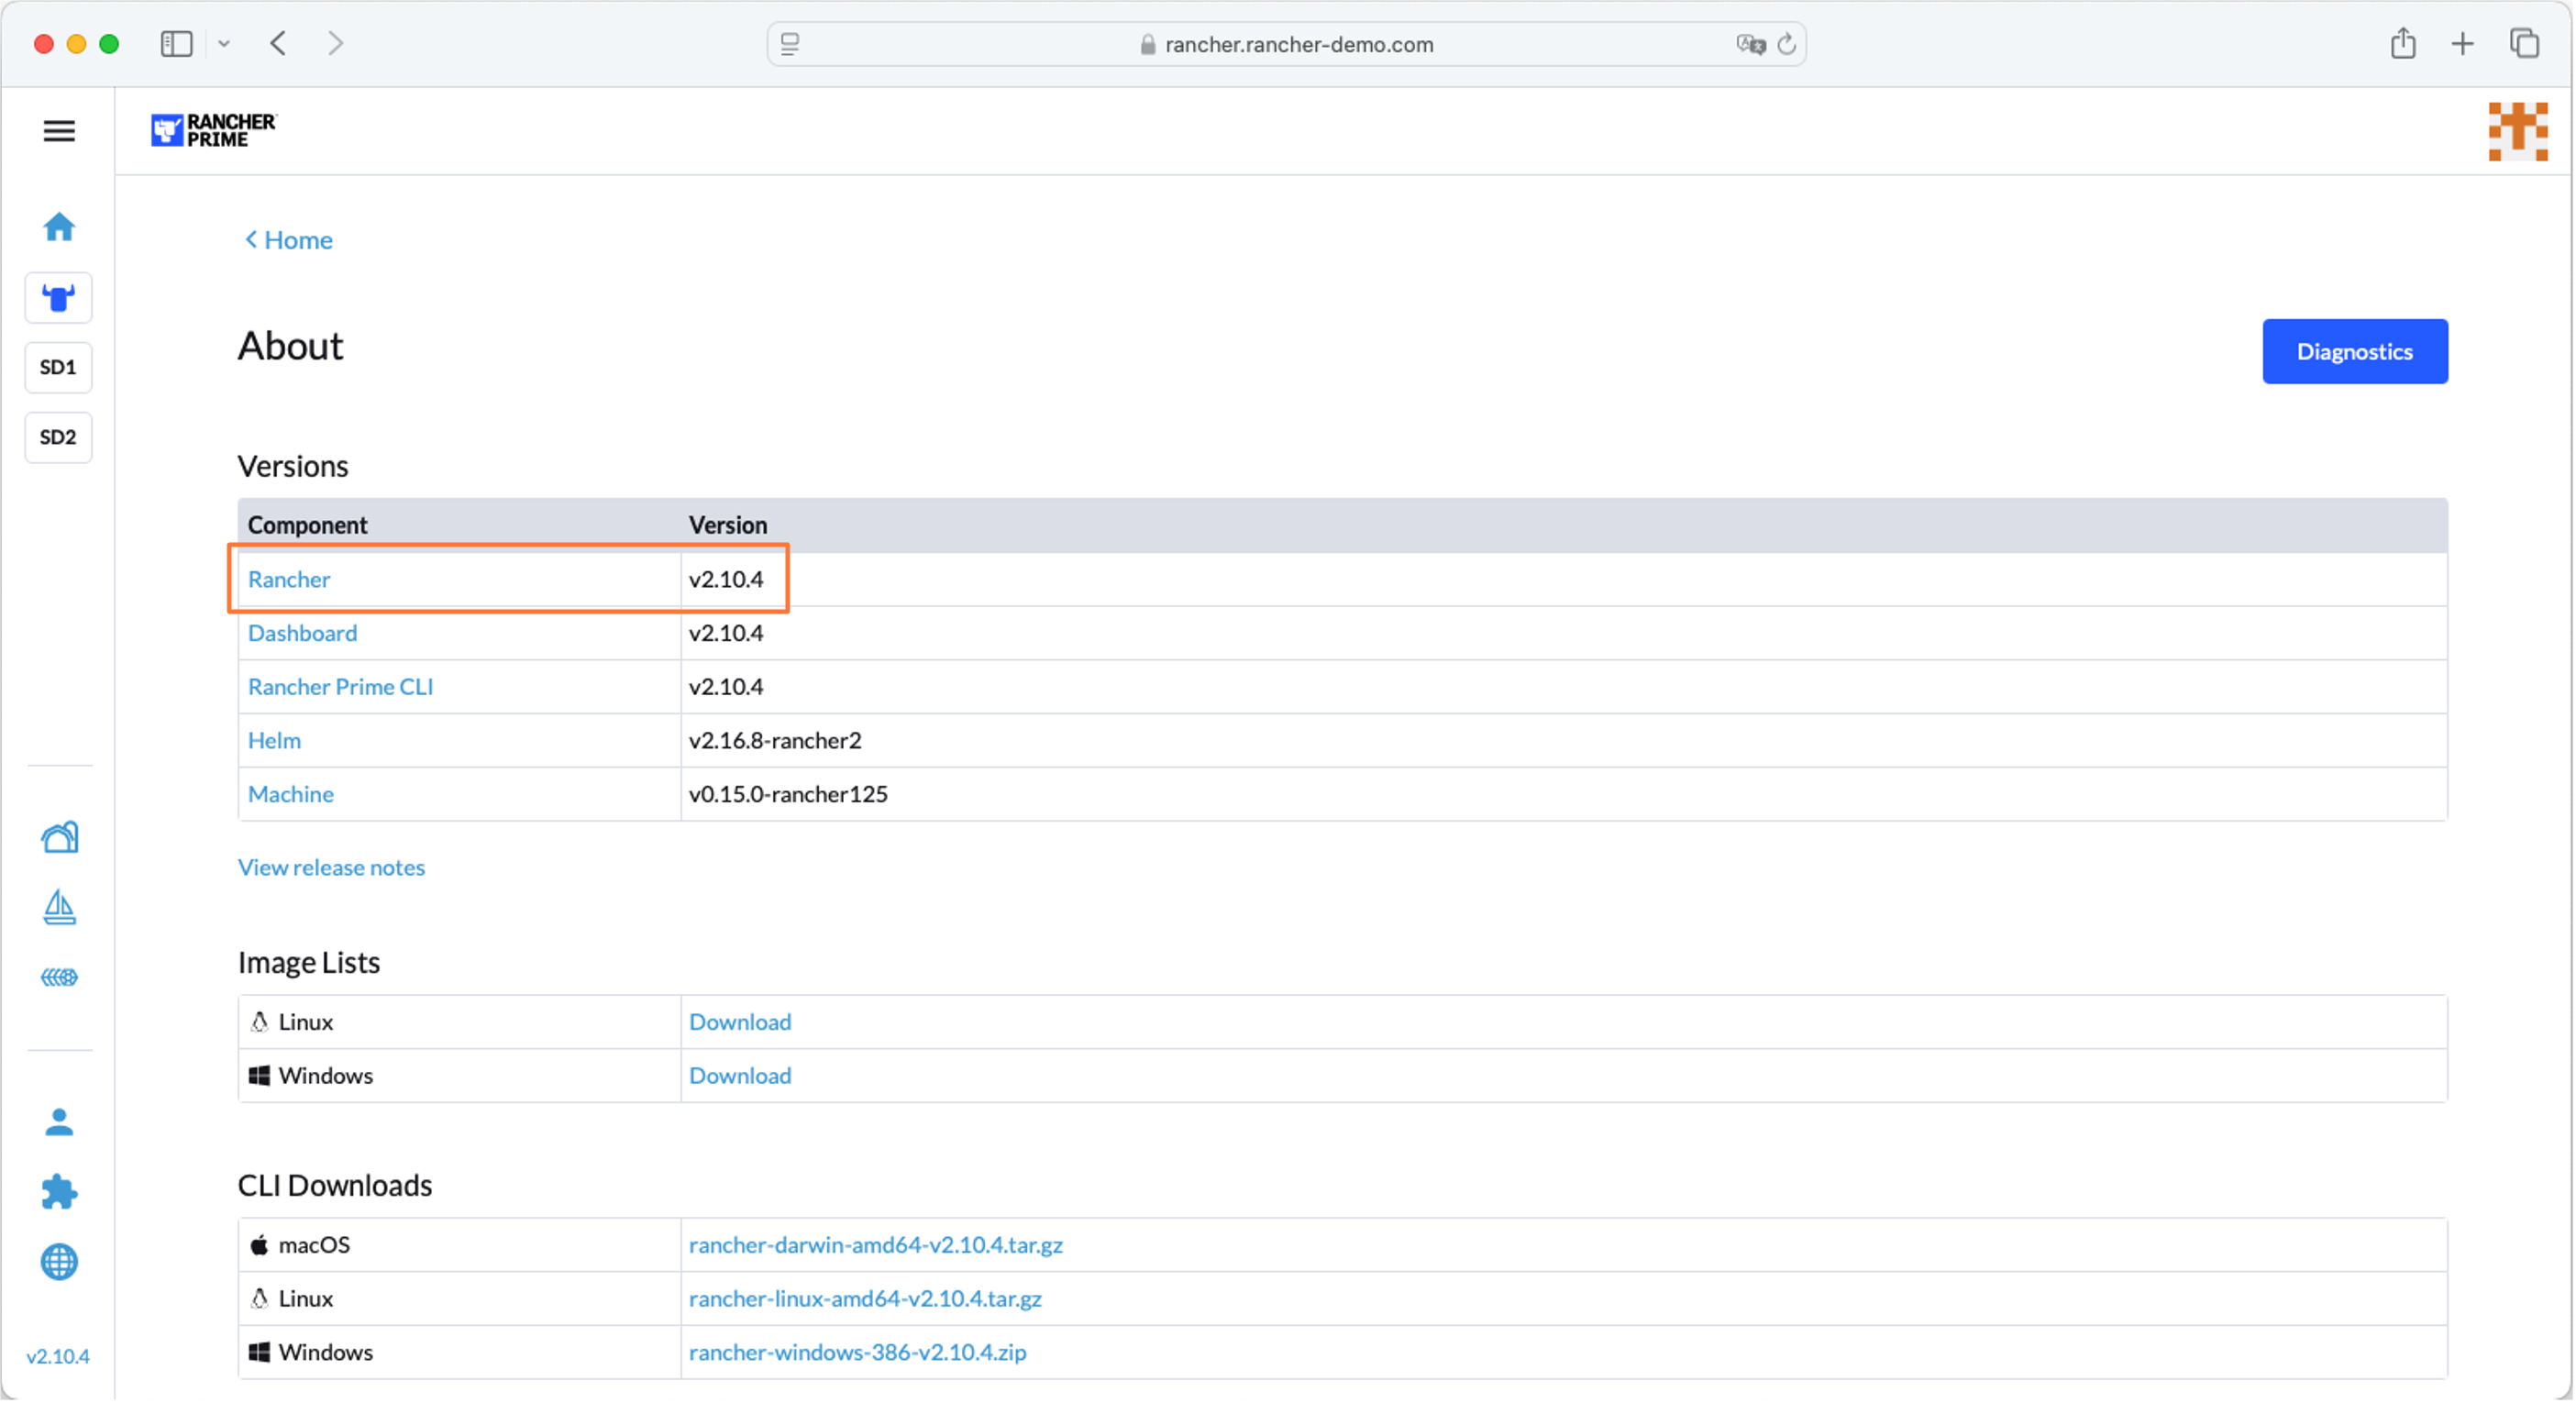 rancher.rancher-demo.com
RANCHER
PRIME
Home
SD1
SD2
About
Diagnostics
Versions
Component Version
Rancher v2.10.4
Dashboard v2.10.4
Rancher Prime CLI v2.10.4
Helm v2.16.8-rancher2
Machine v0.15.0-rancher125
View release notes
Image Lists
Linux Download
Windows Download
CLI Downloads
macOS rancher-darwin-amd64-v2.10.4.tar.gz
Linux rancher-linux-amd64-v2.10.4.tar.gz
Windows rancher-windows-386-v2.10.4.zip
v2.10.4